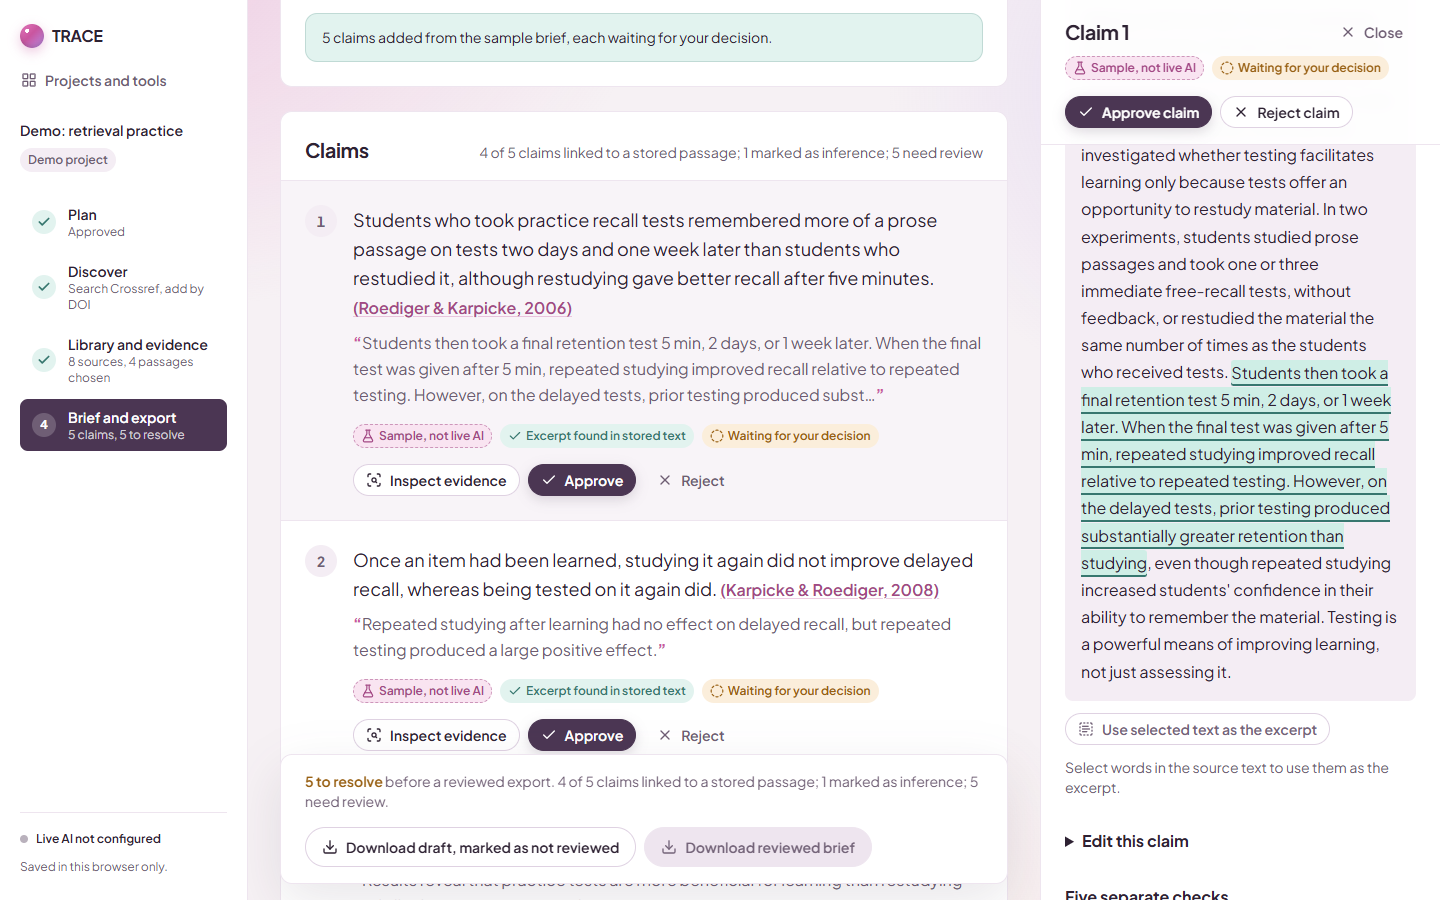 TRACE
Projects and tools
Demo: retrieval practice
Demo project
Plan
Approved
Discover
Search Crossref, add by
DOI
Library and evidence
8 sources, 4 passages
chosen
4
Brief and export
5 claims, 5 to resolve
Live AI not configured
Saved in this browser only.
5 claims added from the sample brief, each waiting for your decision.
Claims
4 of 5 claims linked to a stored passage; 1 marked as inference; 5 need review
1
Students who took practice recall tests remembered more of a prose
passage on tests two days and one week later than students who
restudied it, although restudying gave better recall after five minutes.
(Roediger & Karpicke, 2006)
“Students then took a final retention test 5 min, 2 days, or 1 week later. When the final
test was given after 5 min, repeated studying improved recall relative to repeated
testing. However, on the delayed tests, prior testing produced subst…”
Sample, not live AI
Excerpt found in stored text
Waiting for your decision
Inspect evidence
Approve
Reject
2
Once an item had been learned, studying it again did not improve delayed
recall, whereas being tested on it again did. (Karpicke & Roediger, 2008)
“Repeated studying after learning had no effect on delayed recall, but repeated
testing produced a large positive effect.”
Sample, not live AI
Excerpt found in stored text
Waiting for your decision
Inspect evidence
Approve
Reject
5 to resolve before a reviewed export. 4 of 5 claims linked to a stored passage; 1 marked as inference; 5
need review.
Download draft, marked as not reviewed
Download reviewed brief
“Results reveal that practice tests are more beneficial for learning than restudying
Claim 1
Close
Sample, not live AI
Waiting for your decision
Approve claim
Reject claim
investigated whether testing facilitates
learning only because tests offer an
opportunity to restudy material. In two
experiments, students studied prose
passages and took one or three
immediate free-recall tests, without
feedback, or restudied the material the
same number of times as the students
who received tests. Students then took a
final retention test 5 min, 2 days, or 1 week
later. When the final test was given after 5
min, repeated studying improved recall
relative to repeated testing. However, on
the delayed tests, prior testing produced
substantially greater retention than
studying, even though repeated studying
increased students' confidence in their
ability to remember the material. Testing is
a powerful means of improving learning,
not just assessing it.
Use selected text as the excerpt
Select words in the source text to use them as the
excerpt.
Edit this claim
Five separate checks